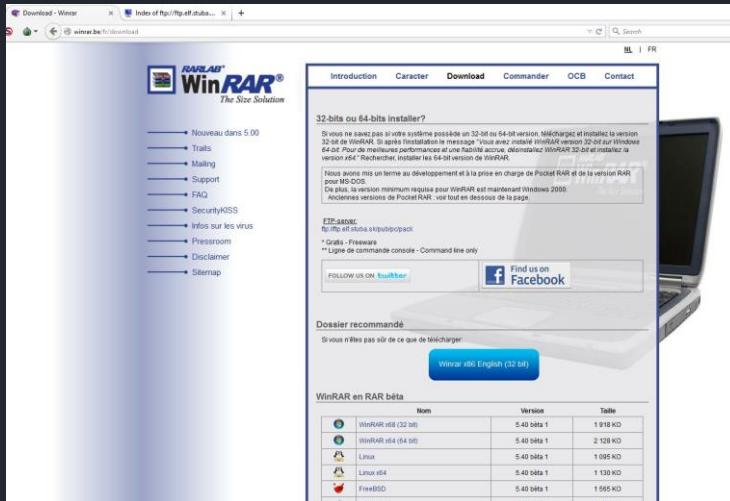 Download - Winrar
Index of ftp://ftp.elf.stuba...
winrar.be/fr/download
Search
NL | FR
RARLAB®
WinRAR®
The Size Solution
Introduction Caracter Download Commander OCB Contact
Nouveau dans 5.00
Traits
Mailing
Support
FAQ
SecurityKISS
Infos sur les virus
Pressroom
Disclaimer
Sitemap
32-bits ou 64-bits installer?
Si vous ne savez pas si votre système possède un 32-bit ou 64-bit version, téléchargez et installez la version
32-bit de WinRAR. Si après l'installation le message "Vous avez installé WinRAR version 32-bit sur Windows
64-bit. Pour de meilleures performances et une fiabilité accrue, désinstallez WinRAR 32-bit et installez la
version x64" Rechercher, installer les 64-bit version de WinRAR.
Nous avons mis un terme au développement et à la prise en charge de Pocket RAR et de la version RAR
pour MS-DOS.
De plus, la version minimum requise pour WinRAR est maintenant Windows 2000.
Anciennes versions de Pocket RAR : voir tout en dessous de la page.
FTP-server:
ftp://ftp.elf.stuba.sk/pub/pc/pack
* Gratis - Freeware
** Ligne de commande console - Command line only
FOLLOW US ON twitter
Find us on
Facebook
Dossier recommandé
Si vous n'êtes pas sûr de ce que de télécharger:
Winrar x86 English (32 bit)
WinRAR en RAR bêta
Nom Version Taille
WinRAR x68 (32 bit) 5.40 bêta 1 1 918 KO
WinRAR x64 (64 bit) 5.40 bêta 1 2 128 KO
Linux 5.40 bêta 1 1 095 KO
Linux x64 5.40 bêta 1 1 130 KO
FreeBSD 5.40 bêta 1 1 565 KO